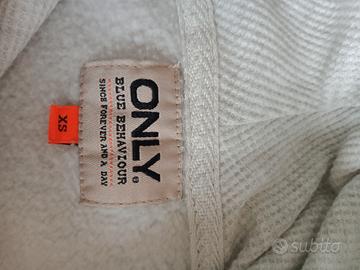 ONLY®
BLUE BEHAVIOUR
SINCE FOREVER AND A DAY
XS
subito